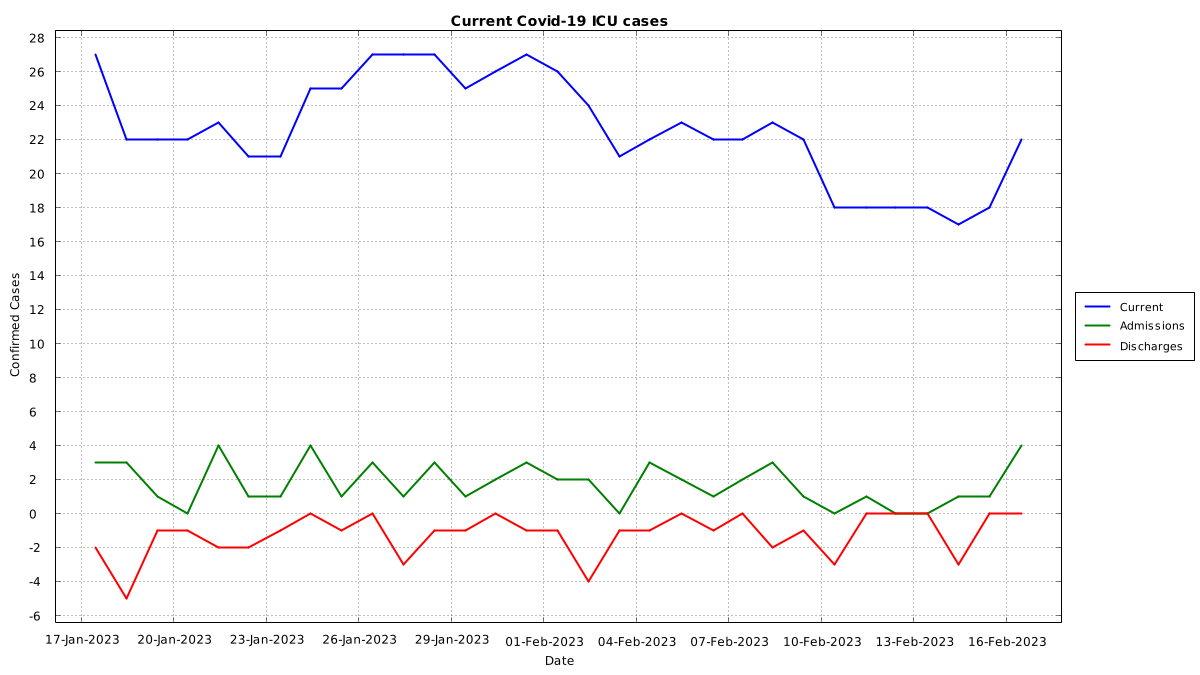 Current Covid-19 ICU cases
28
26
24
22
20
18
16
14
12
10
8
6
4
2
0
-2
-4
-6
Confirmed Cases
17-Jan-2023 20-Jan-2023 23-Jan-2023 26-Jan-2023 29-Jan-2023 01-Feb-2023 04-Feb-2023 07-Feb-2023 10-Feb-2023 13-Feb-2023 16-Feb-2023
Date
Current
Admissions
Discharges